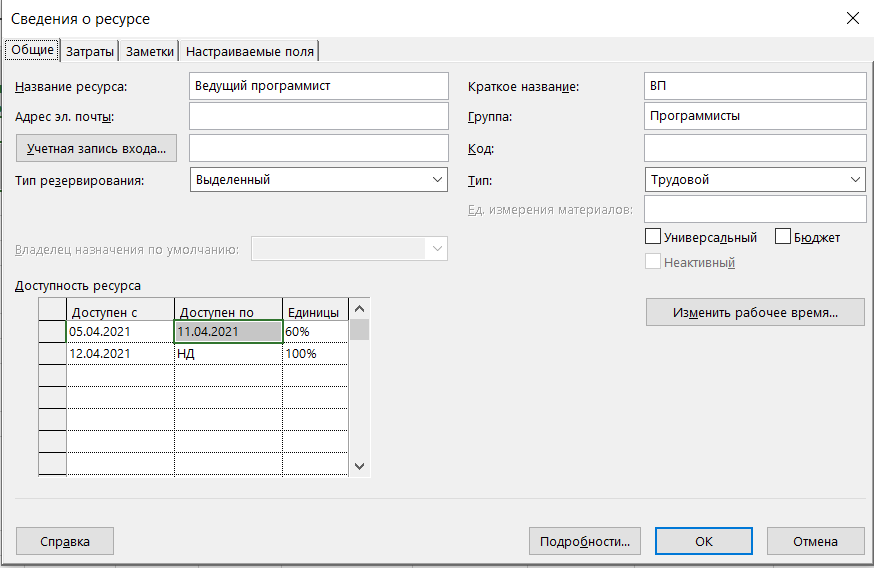 Сведения о ресурсе
Общие Затраты Заметки Настраиваемые поля
Название ресурса: Ведущий программист Краткое название: ВП
Адрес эл. почты: Группа: Программисты
Учетная запись входа... Код:
Тип резервирования: Выделенный Тип: Трудовой
Ед. измерения материалов:
Универсальный Бюджет
Владелец назначения по умолчанию:
Неактивный
Доступность ресурса
Доступен с Доступен по Единицы
Изменить рабочее время...
05.04.2021 11.04.2021 60%
12.04.2021 НД 100%
Справка Подробности... ОК Отмена